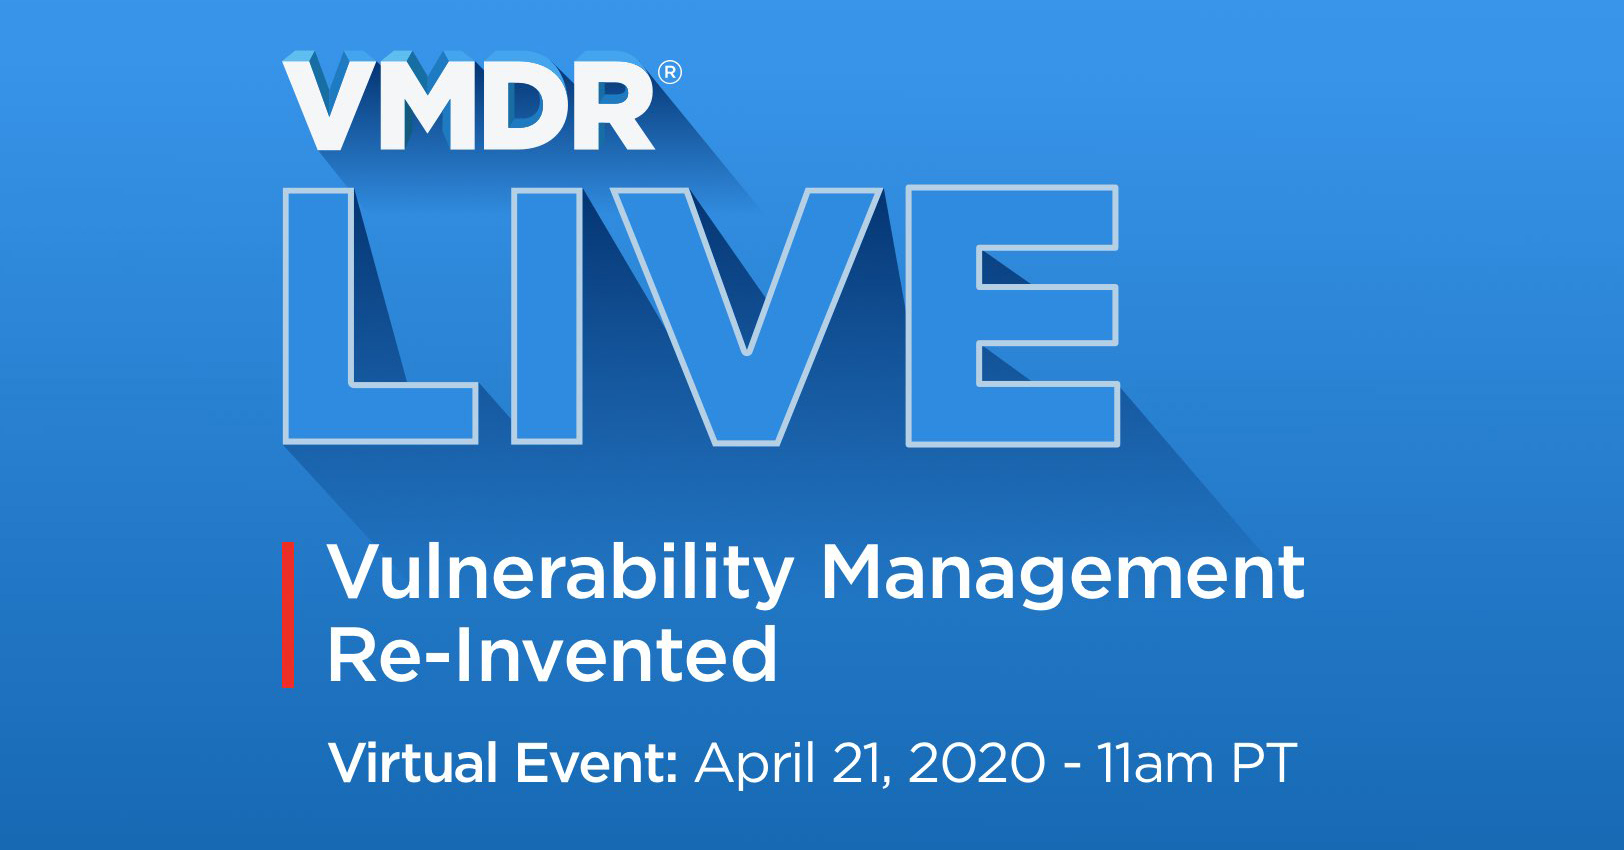 VMDR®
LIVE
Vulnerability Management
Re-Invented
Virtual Event: April 21, 2020 - 11am PT